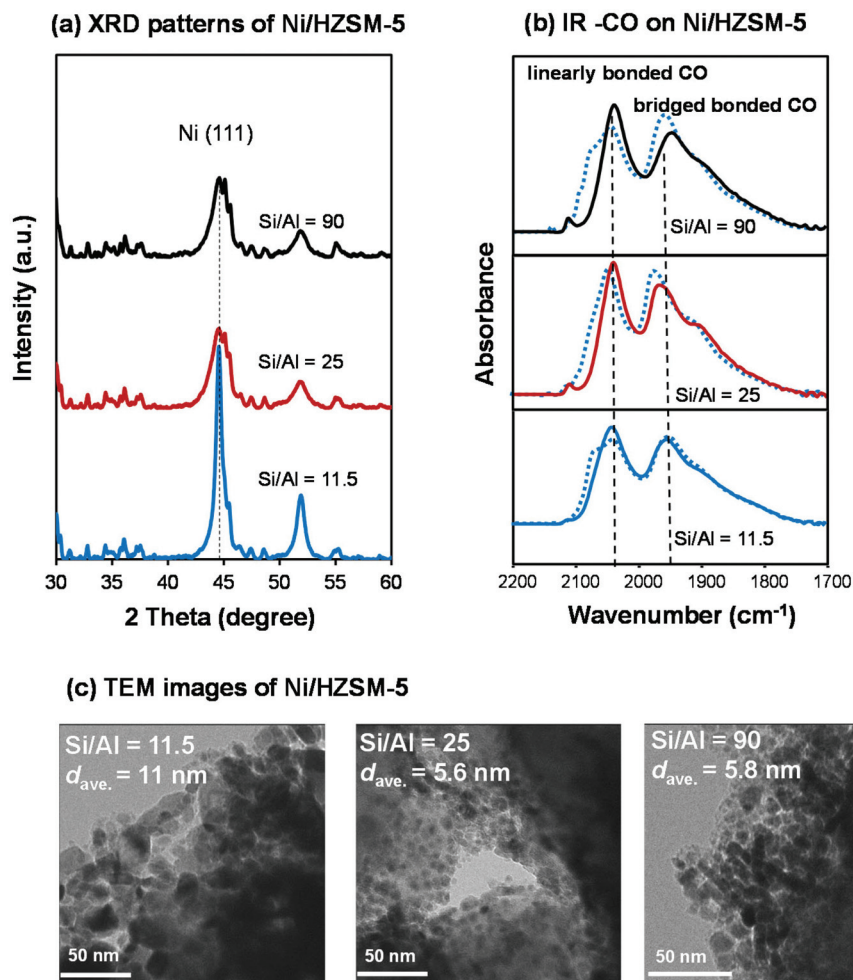 (a) XRD patterns of Ni/HZSM-5
Intensity (a.u.)
Ni (111)
Si/Al = 90
Si/Al = 25
Si/Al = 11.5
30 35 40 45 50 55 60
2 Theta (degree)
(b) IR -CO on Ni/HZSM-5
Absorbance
linearly bonded CO
bridged bonded CO
Si/Al = 90
Si/Al = 25
Si/Al = 11.5
2200 2100 2000 1900 1800 1700
Wavenumber (cm⁻¹)
(c) TEM images of Ni/HZSM-5
Si/Al = 11.5
dave. = 11 nm
50 nm
Si/Al = 25
dave. = 5.6 nm
50 nm
Si/Al = 90
dave. = 5.8 nm
50 nm